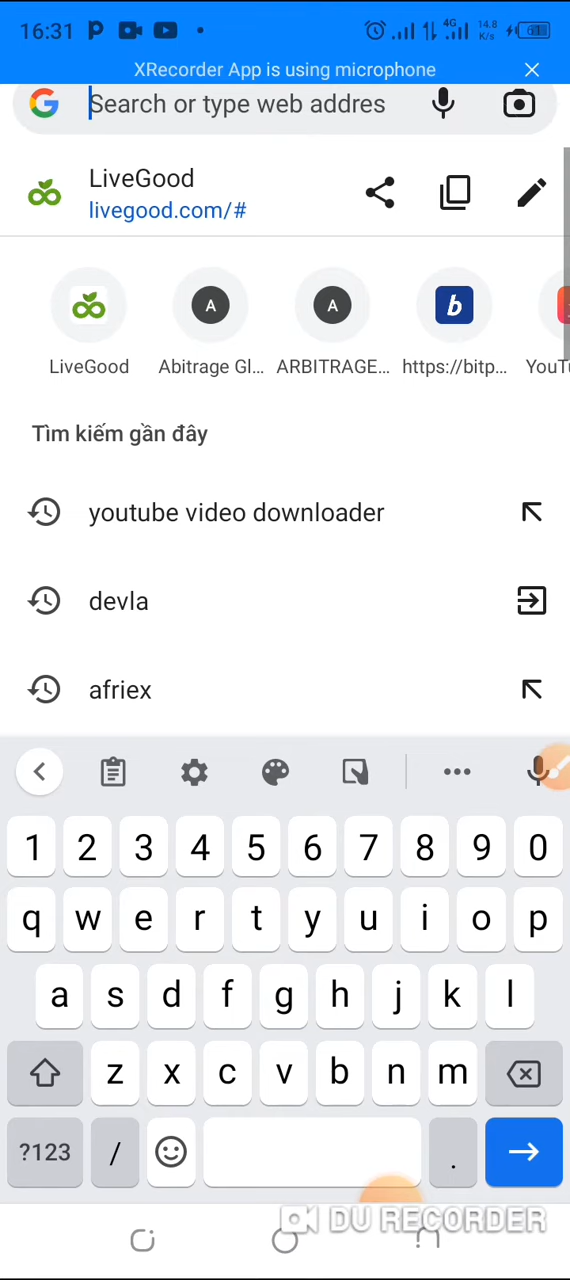 16:31
4G
14.8
K/s
61
XRecorder App is using microphone
Search or type web addres
LiveGood
livegood.com/#
A
A
b
LiveGood
Abitrage Gl...
ARBITRAGE...
https://bitp...
YouT
Tìm kiếm gần đây
youtube video downloader
devla
afriex
1 2 3 4 5 6 7 8 9 0
q w e r t y u i o p
a s d f g h j k l
z x c v b n m
?123 / .
DU RECORDER